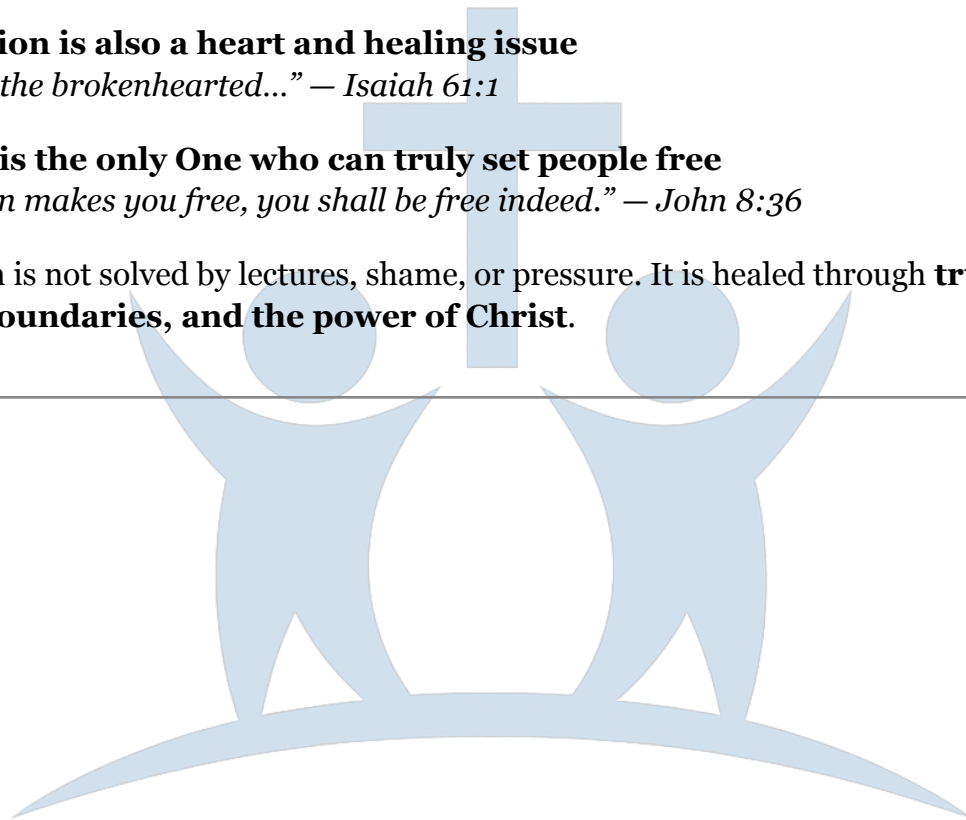 ion is also a heart and healing issue
the brokenhearted…” — Isaiah 61:1
is the only One who can truly set people free
n makes you free, you shall be free indeed.” — John 8:36
n is not solved by lectures, shame, or pressure. It is healed through tr
oundaries, and the power of Christ.